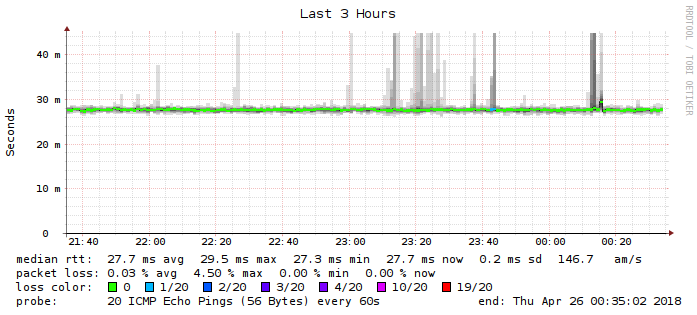 Last 3 Hours
RRDTOOL / TOBI OETIKER
Seconds
40 m
30 m
20 m
10 m
0
21:40 22:00 22:20 22:40 23:00 23:20 23:40 00:00 00:20
median rtt: 27.7 ms avg 29.5 ms max 27.3 ms min 27.7 ms now 0.2 ms sd 146.7 am/s
packet loss: 0.03 % avg 4.50 % max 0.00 % min 0.00 % now
loss color: 0 1/20 2/20 3/20 4/20 10/20 19/20
probe: 20 ICMP Echo Pings (56 Bytes) every 60s end: Thu Apr 26 00:35:02 2018